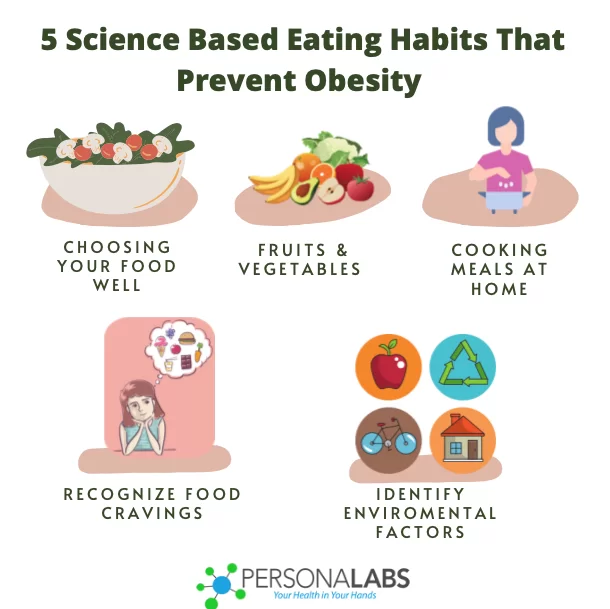 5 Science Based Eating Habits That
Prevent Obesity
CHOOSING
YOUR FOOD
WELL
FRUITS &
VEGETABLES
COOKING
MEALS AT
HOME
RECOGNIZE FOOD
CRAVINGS
IDENTIFY
ENVIROMENTAL
FACTORS
PERSONALABS
Your Health in Your Hands